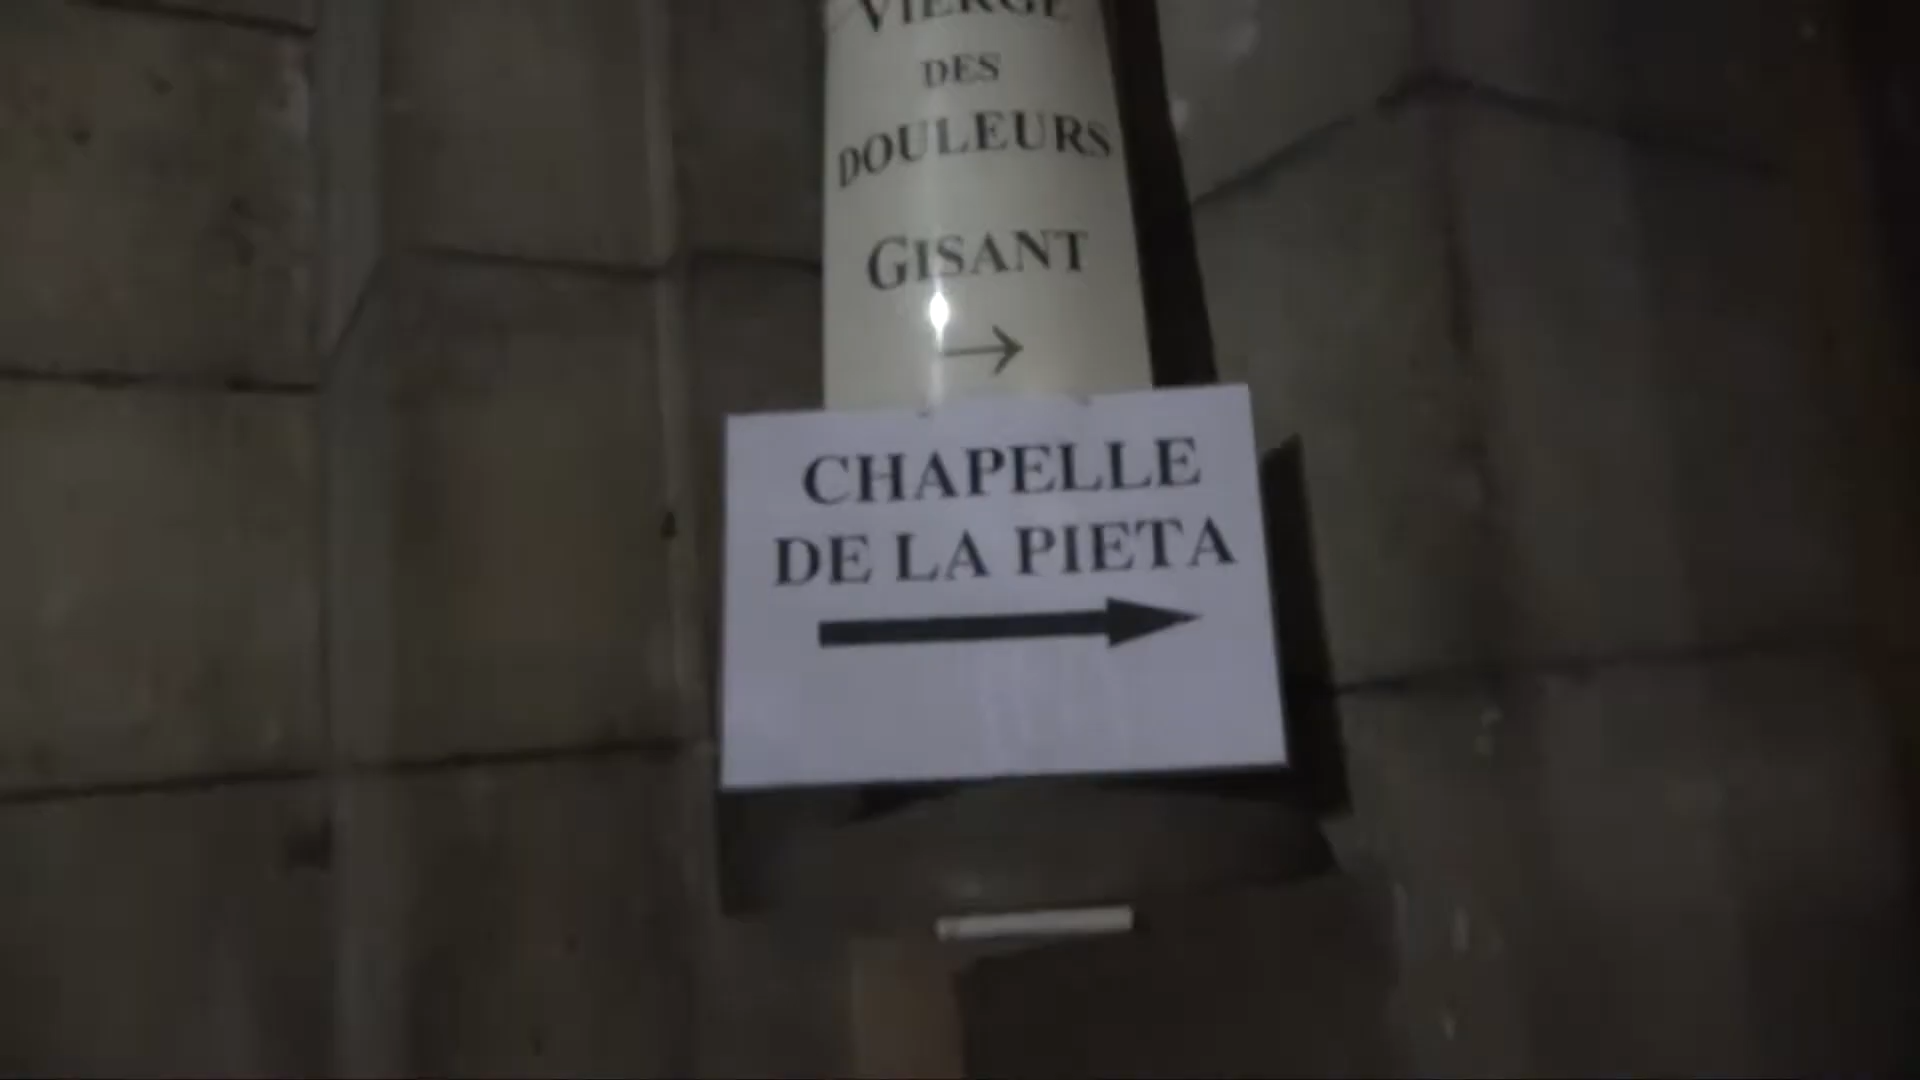 VIERGE
DES
DOULEURS
GISANT
→
CHAPELLE
DE LA PIETA